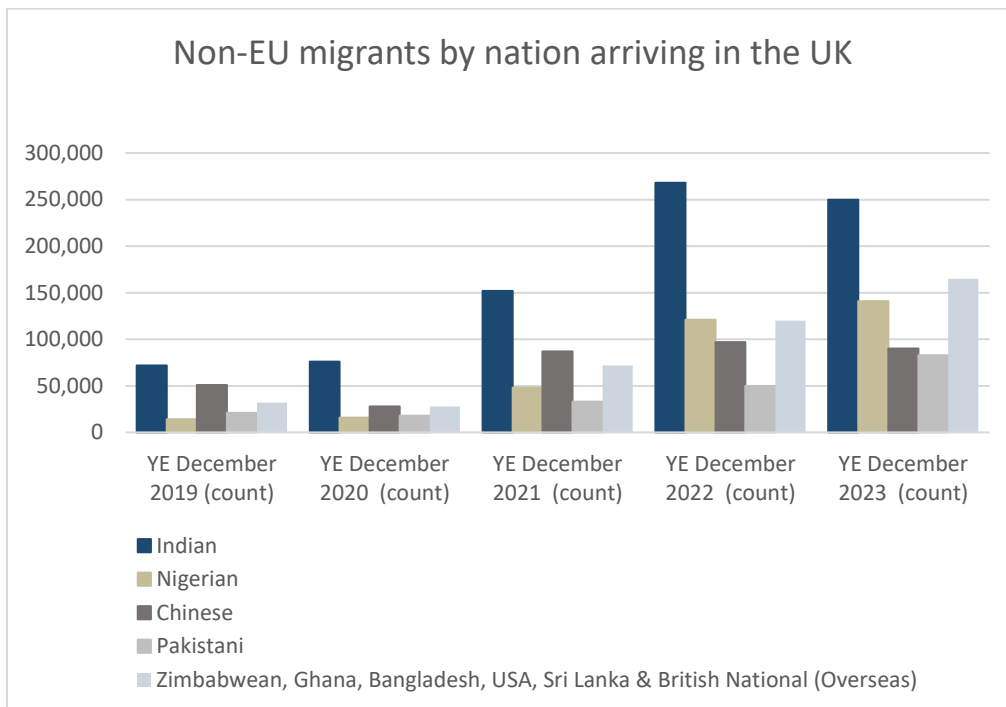 Non-EU migrants by nation arriving in the UK
300,000
250,000
200,000
150,000
100,000
50,000
0
YE December
2019 (count)
YE December
2020  (count)
YE December
2021  (count)
YE December
2022  (count)
YE December
2023  (count)
Indian
Nigerian
Chinese
Pakistani
Zimbabwean, Ghana, Bangladesh, USA, Sri Lanka & British National (Overseas)